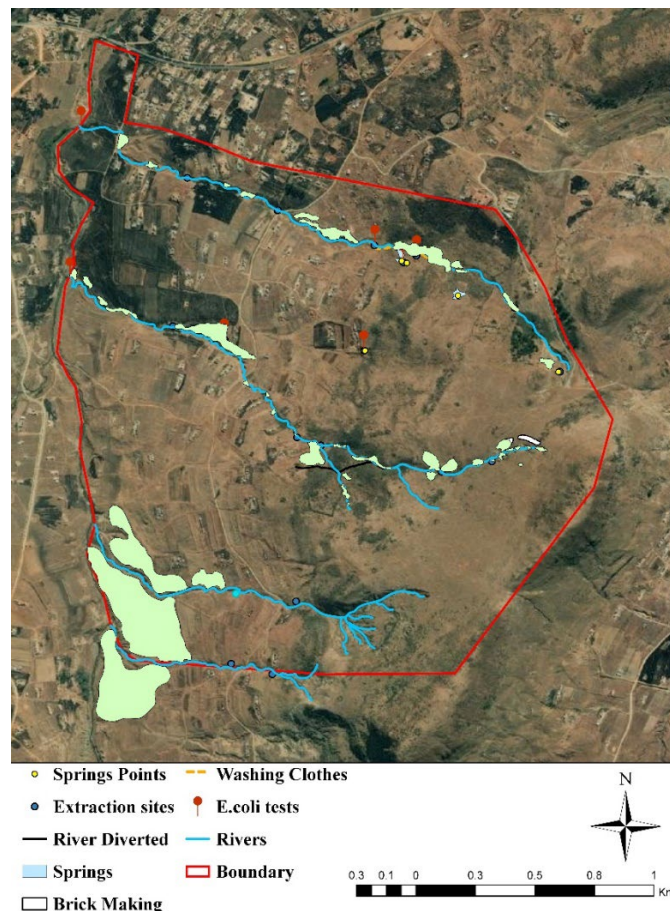 Springs Points
Washing Clothes
Extraction sites
E.coli tests
River Diverted
Rivers
Springs
Boundary
Brick Making
N
0.3 0.1 0 0.3 0.5 0.8 1
Km